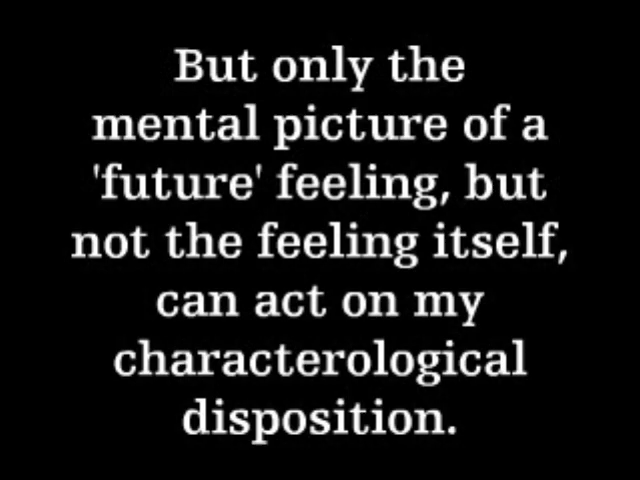 But only the
mental picture of a
'future' feeling, but
not the feeling itself,
can act on my
characterological
disposition.